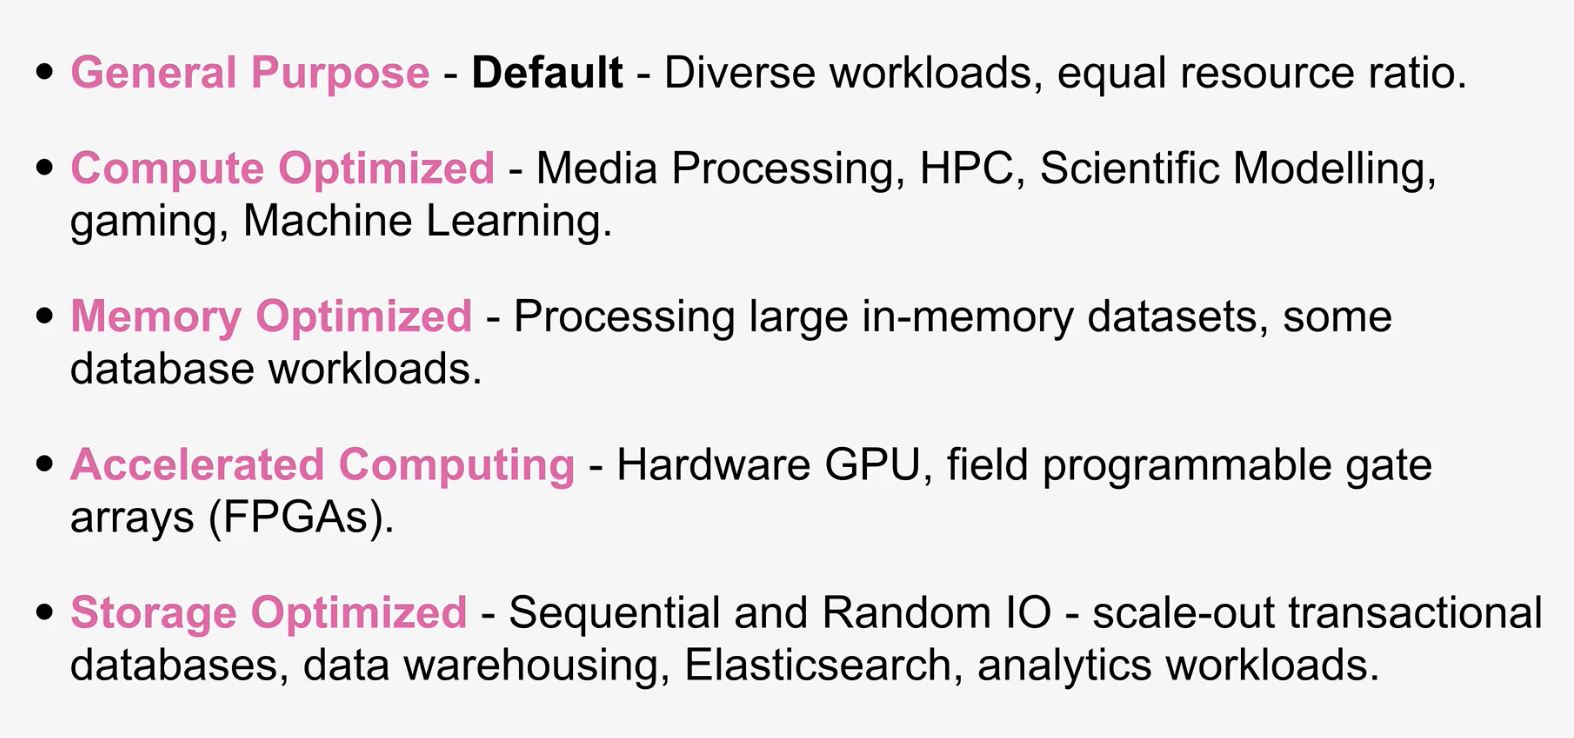 • General Purpose - Default - Diverse workloads, equal resource ratio.
• Compute Optimized - Media Processing, HPC, Scientific Modelling,
gaming, Machine Learning.
• Memory Optimized - Processing large in-memory datasets, some
database workloads.
• Accelerated Computing - Hardware GPU, field programmable gate
arrays (FPGAs).
• Storage Optimized - Sequential and Random IO - scale-out transactional
databases, data warehousing, Elasticsearch, analytics workloads.